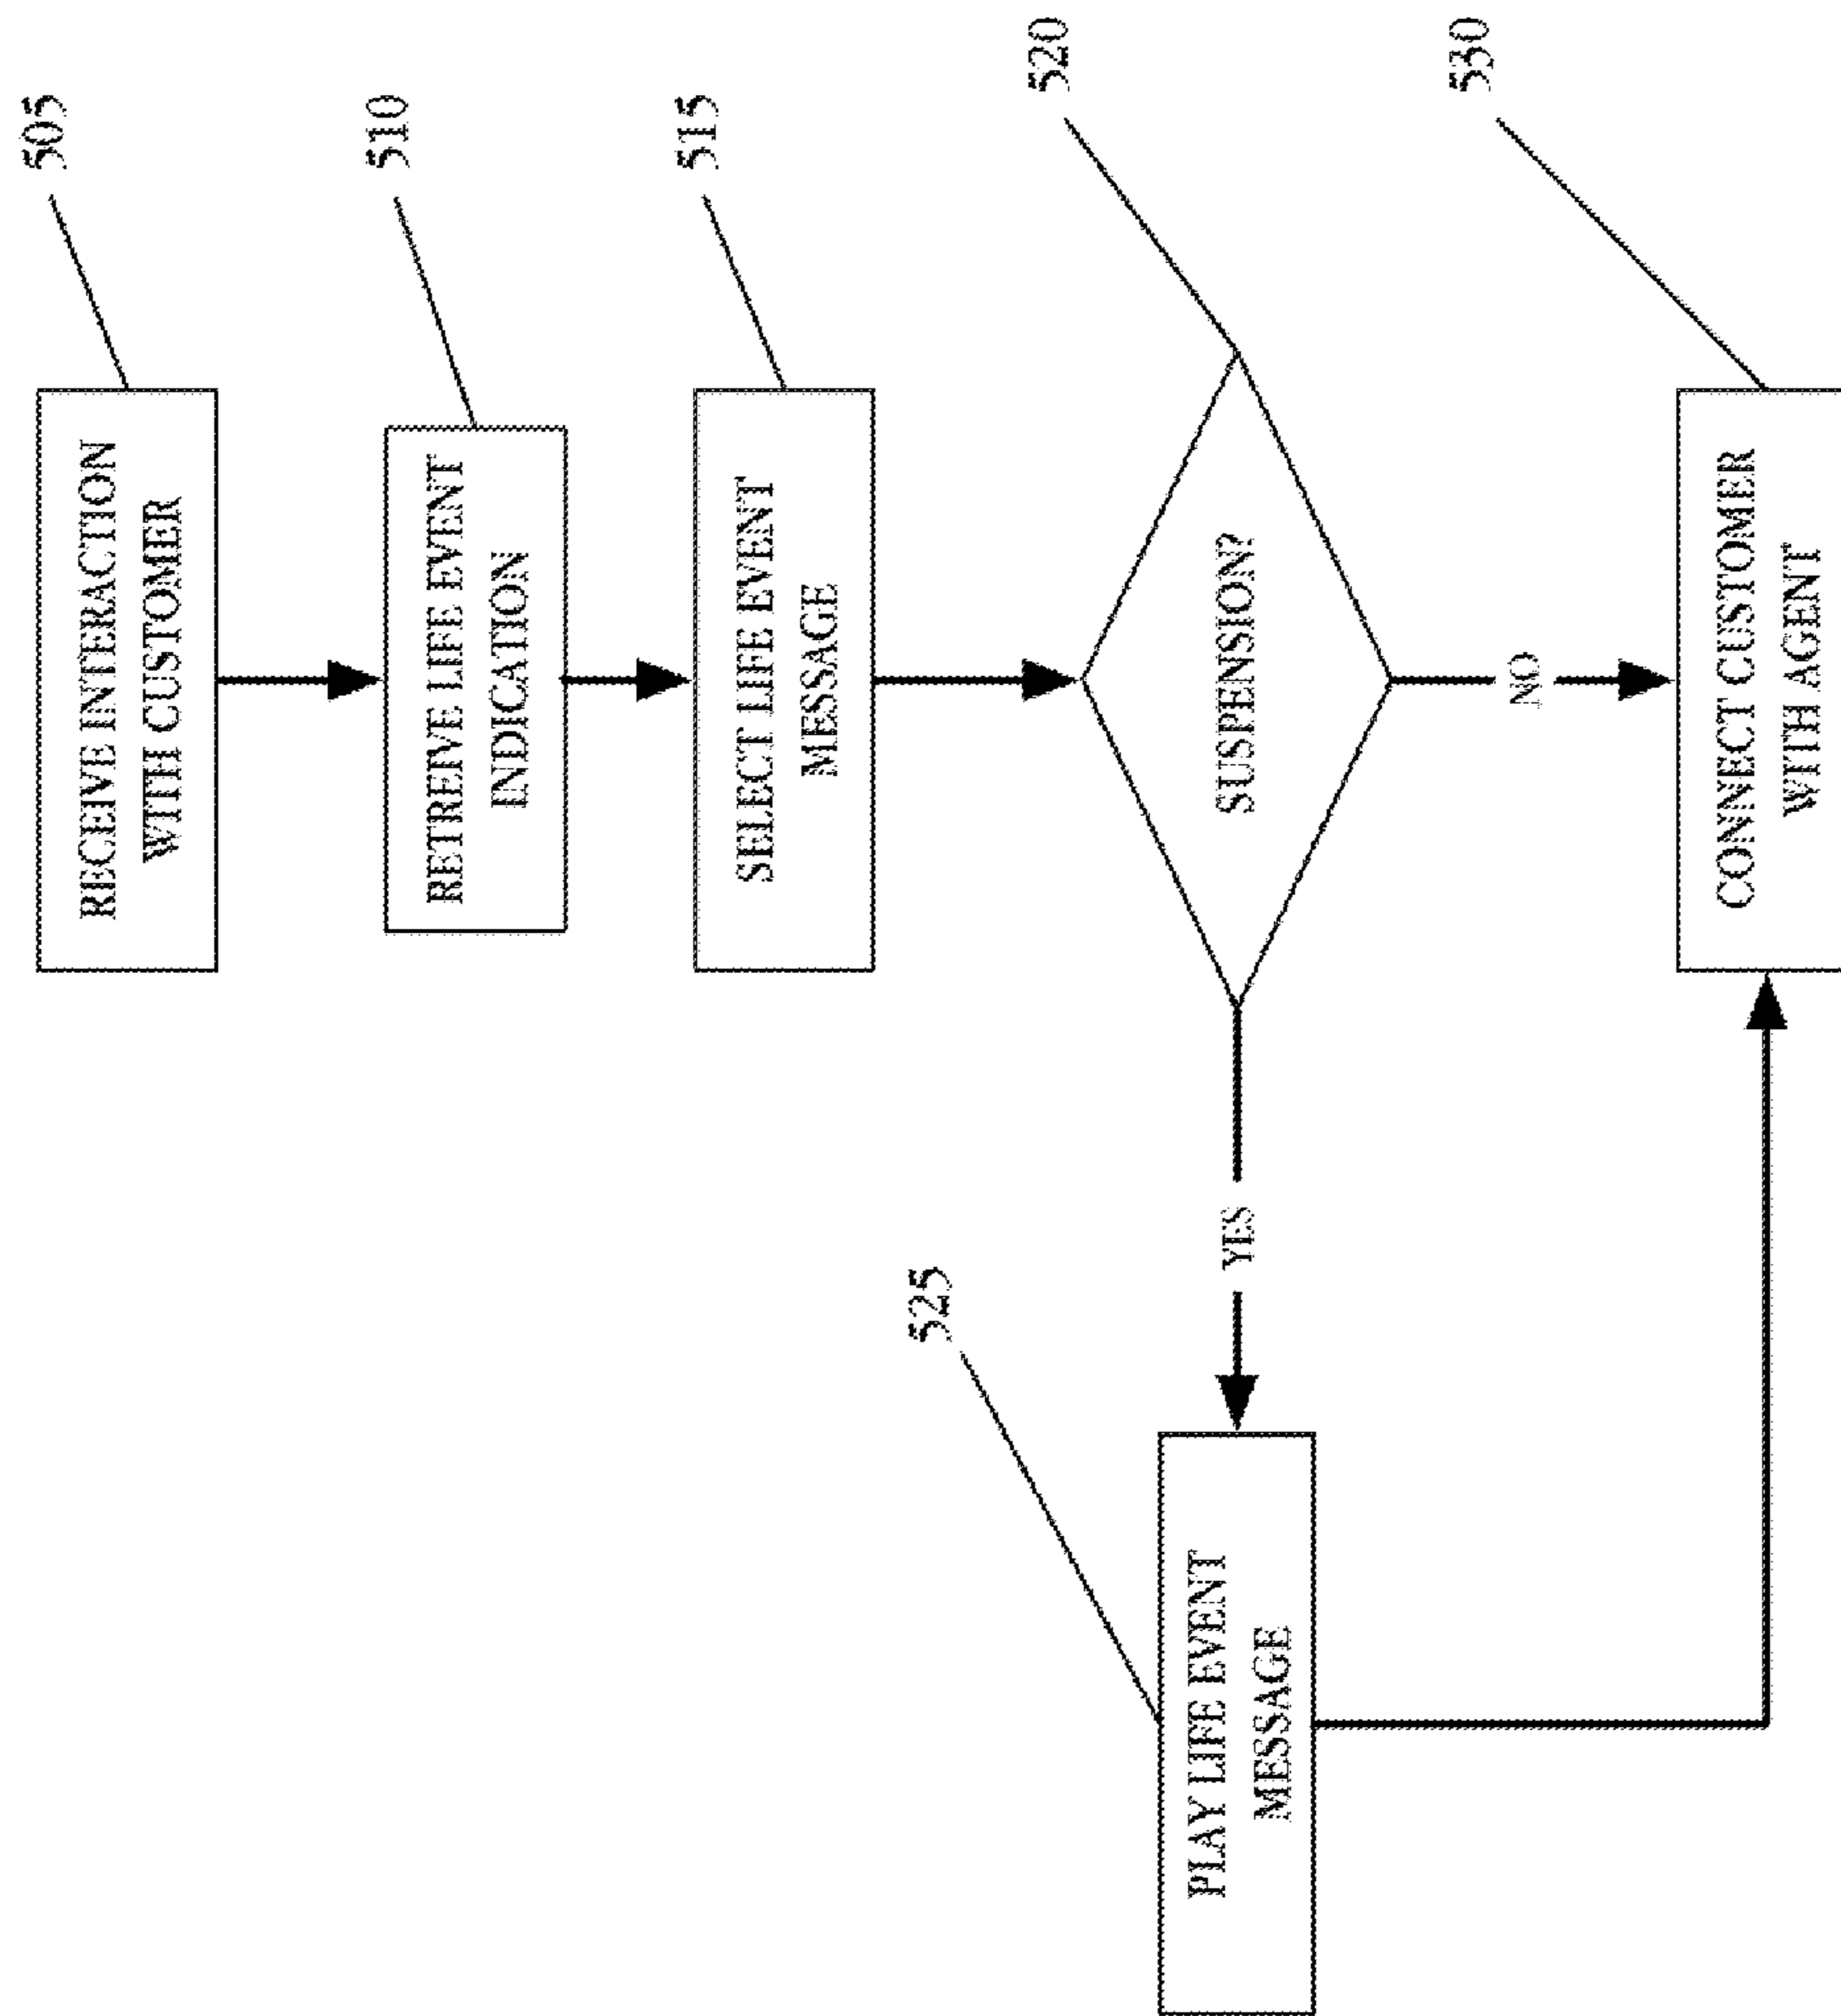 RECEIVE INTERACTION
WITH CUSTOMER
505
RETREIVE LIFE EVENT
INDICATION
510
SELECT LIFE EVENT
MESSAGE
515
SUSPENSION?
520
YES
NO
PLAY LIFE EVENT
MESSAGE
525
CONNECT CUSTOMER
WITH AGENT
530